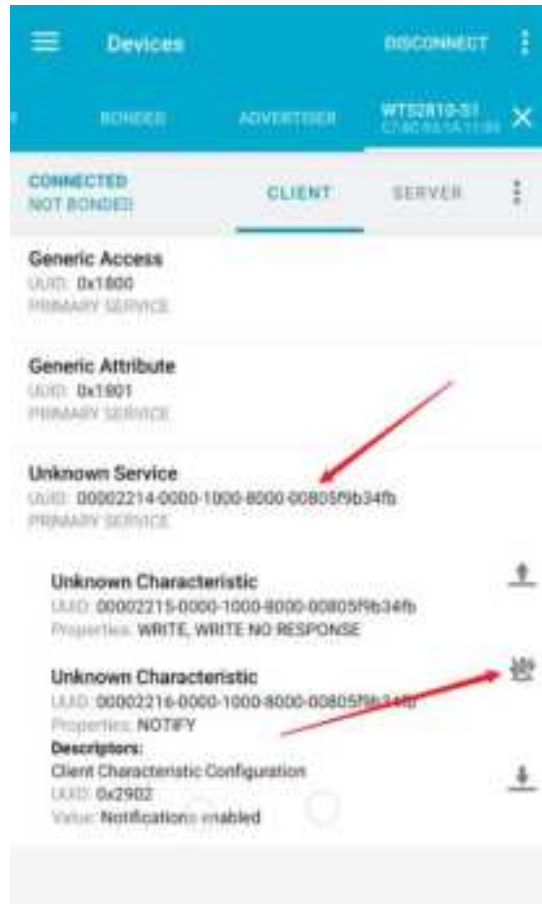 Devices
DISCONNECT
BONDED
ADVERTISER
WTS2810-S1
CONNECTED
NOT BONDED
CLIENT
SERVER
Generic Access
UUID: 0x1800
PRIMARY SERVICE
Generic Attribute
UUID: 0x1801
PRIMARY SERVICE
Unknown Service
UUID: 00002214-0000-1000-8000-00805f9b34fb
PRIMARY SERVICE
Unknown Characteristic
UUID: 00002215-0000-1000-8000-00805f9b34fb
Properties: WRITE, WRITE NO RESPONSE
Unknown Characteristic
UUID: 00002216-0000-1000-8000-00805f9b34fb
Properties: NOTIFY
Descriptors:
Client Characteristic Configuration
UUID: 0x2902
Value: Notifications enabled